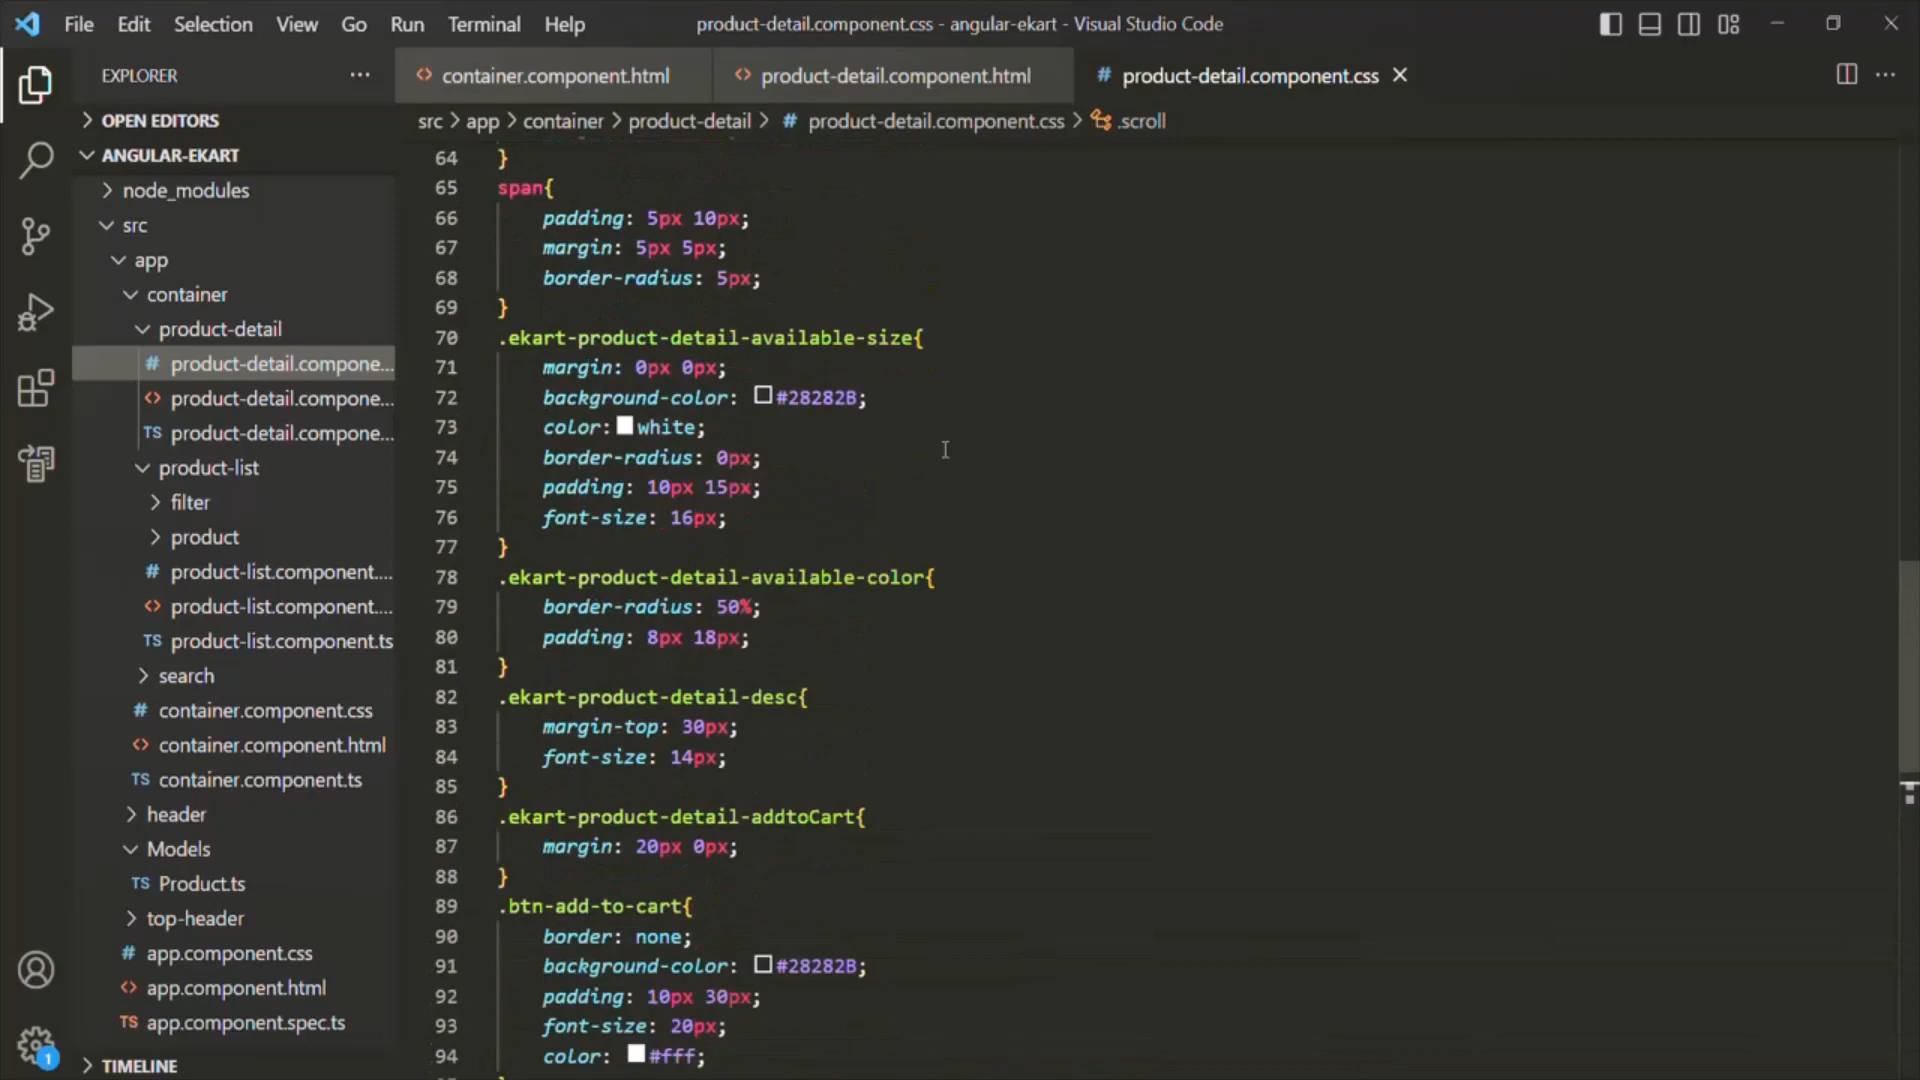 File Edit Selection View Go Run Terminal Help
product-detail.component.css - angular-ekart - Visual Studio Code
EXPLORER
container.component.html
product-detail.component.html
# product-detail.component.css
OPEN EDITORS
src > app > container > product-detail > # product-detail.component.css > .scroll
ANGULAR-EKART
node_modules
src
app
container
product-detail
# product-detail.compone...
<> product-detail.compone...
TS product-detail.compone...
product-list
filter
product
# product-list.component....
<> product-list.component....
TS product-list.component.ts
search
# container.component.css
<> container.component.html
TS container.component.ts
header
Models
TS Product.ts
top-header
# app.component.css
<> app.component.html
TS app.component.spec.ts
TIMELINE
1
64 }
65 span{
66 padding: 5px 10px;
67 margin: 5px 5px;
68 border-radius: 5px;
69 }
70 .ekart-product-detail-available-size{
71 margin: 0px 0px;
72 background-color: #28282B;
73 color: white;
74 border-radius: 0px;
75 padding: 10px 15px;
76 font-size: 16px;
77 }
78 .ekart-product-detail-available-color{
79 border-radius: 50%;
80 padding: 8px 18px;
81 }
82 .ekart-product-detail-desc{
83 margin-top: 30px;
84 font-size: 14px;
85 }
86 .ekart-product-detail-addtoCart{
87 margin: 20px 0px;
88 }
89 .btn-add-to-cart{
90 border: none;
91 background-color: #28282B;
92 padding: 10px 30px;
93 font-size: 20px;
94 color: #fff;